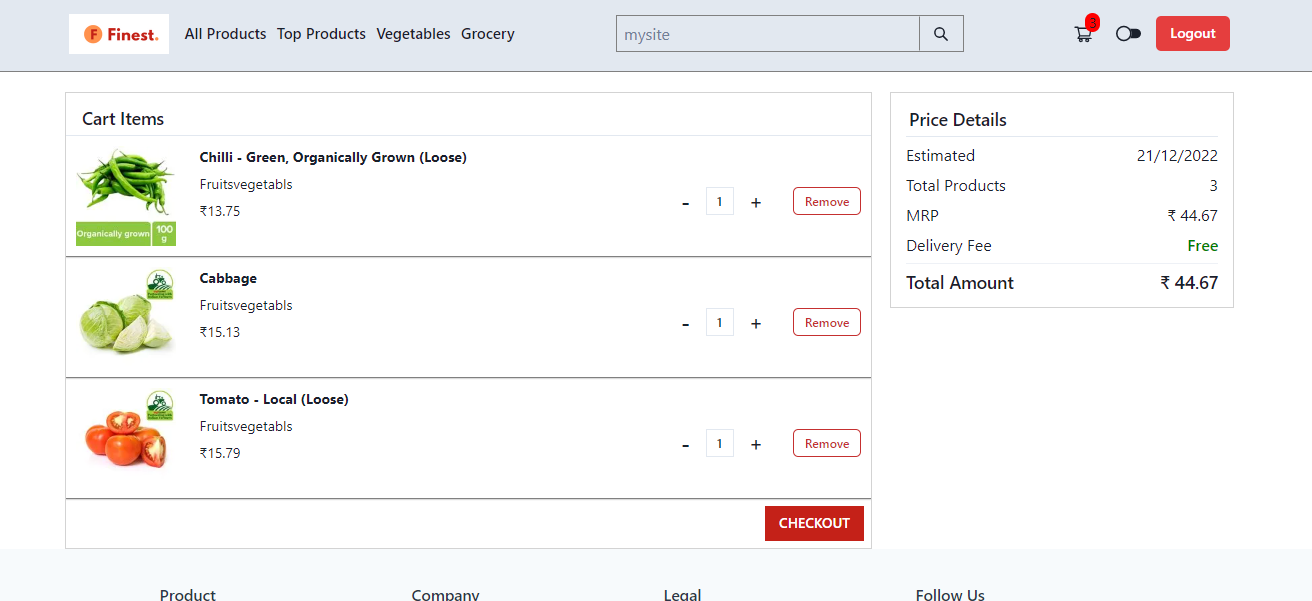 F Finest.
All Products Top Products Vegetables Grocery
mysite
3
Logout
Cart Items
Chilli - Green, Organically Grown (Loose)
Fruitsvegetabls
₹13.75
- 1 +
Remove
Organically grown 100 g
Cabbage
Fruitsvegetabls
₹15.13
- 1 +
Remove
Tomato - Local (Loose)
Fruitsvegetabls
₹15.79
- 1 +
Remove
CHECKOUT
Price Details
Estimated 21/12/2022
Total Products 3
MRP ₹ 44.67
Delivery Fee Free
Total Amount ₹ 44.67
Product Company Legal Follow Us